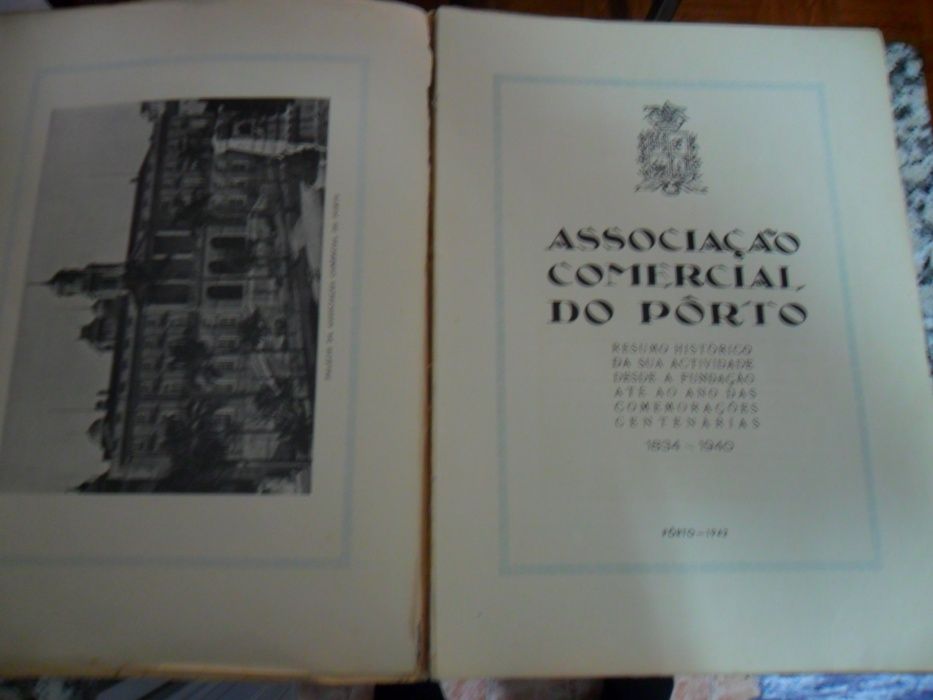 ASSOCIAÇÃO
COMERCIAL
DO PÔRTO
RESUMO HISTÓRICO
DA SUA ACTIVIDADE
DESDE A FUNDAÇÃO
ATÉ AO ANO DAS
COMEMORAÇÕES
CENTENÁRIAS
1834 - 1940
PÔRTO — 1942